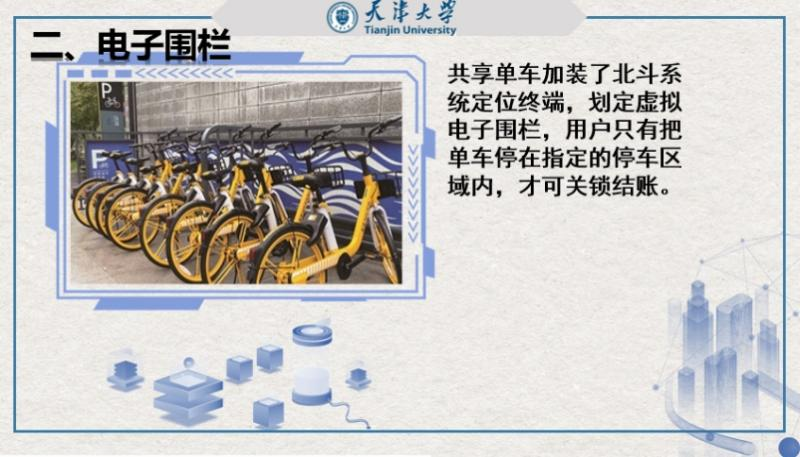 天津大学
Tianjin University
二、电子围栏
P
P
共享单车加装了北斗系
统定位终端，划定虚拟
电子围栏，用户只有把
单车停在指定的停车区
域内，才可关锁结账。